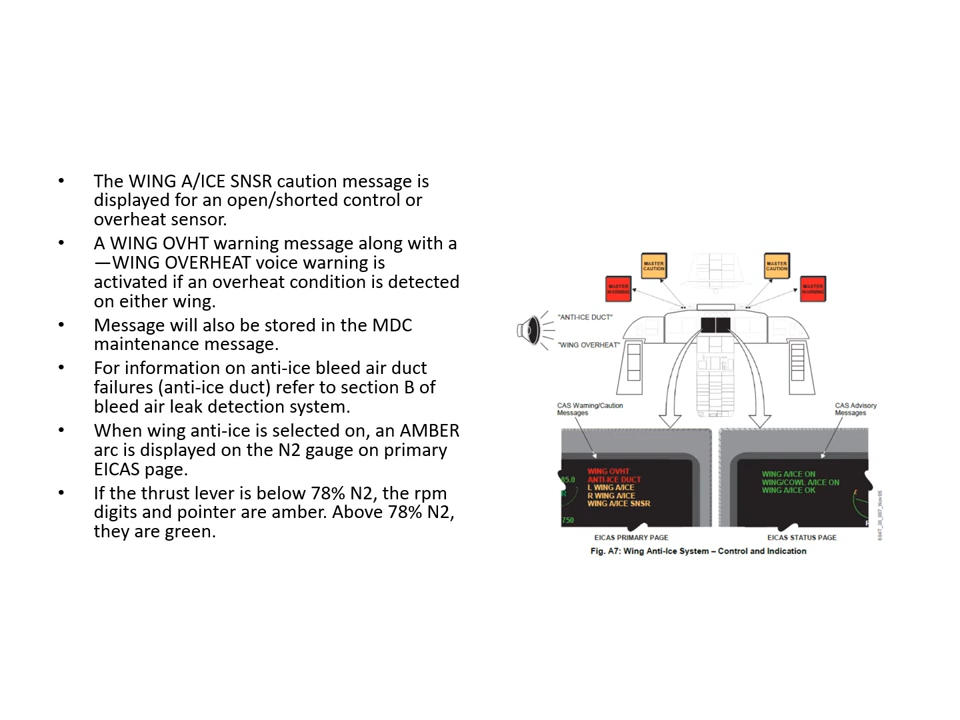 • The WING A/ICE SNSR caution message is
displayed for an open/shorted control or
overheat sensor.
• A WING OVHT warning message along with a
―WING OVERHEAT voice warning is
activated if an overheat condition is detected
on either wing.
• Message will also be stored in the MDC
maintenance message.
• For information on anti-ice bleed air duct
failures (anti-ice duct) refer to section B of
bleed air leak detection system.
• When wing anti-ice is selected on, an AMBER
arc is displayed on the N2 gauge on primary
EICAS page.
• If the thrust lever is below 78% N2, the rpm
digits and pointer are amber. Above 78% N2,
they are green.
MASTER
CAUTION
MASTER
CAUTION
MASTER
WARNING
MASTER
WARNING
"ANTI-ICE DUCT"
"WING OVERHEAT"
CAS Warning/Caution
Messages
CAS Advisory
Messages
WING OVHT
ANTI-ICE DUCT
L WING A/ICE
R WING A/ICE
WING A/ICE SNSR
85.0
750
WING A/ICE ON
WING/COWL A/ICE ON
WING A/ICE OK
EICAS PRIMARY PAGE
EICAS STATUS PAGE
Fig. A7: Wing Anti-Ice System – Control and Indication